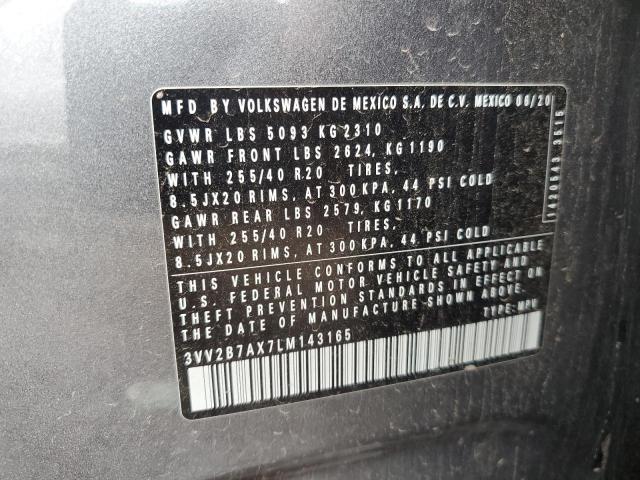 MFD BY VOLKSWAGEN DE MEXICO S.A. DE C.V. MEXICO 06/20
GVWR LBS 5093 KG 2310
GAWR FRONT LBS 2624, KG 1190
WITH 255/40 R20 TIRES,
8.5JX20 RIMS, AT 300 KPA, 44 PSI COLD
GAWR REAR LBS 2579, KG 1170
WITH 255/40 R20 TIRES,
8.5JX20 RIMS, AT 300 KPA, 44 PSI COLD
THIS VEHICLE CONFORMS TO ALL APPLICABLE
U.S. FEDERAL MOTOR VEHICLE SAFETY AND
THEFT PREVENTION STANDARDS IN EFFECT ON
THE DATE OF MANUFACTURE SHOWN ABOVE.
TYPE: MPV
3VV2B7AX7LM143165
1420643 3515